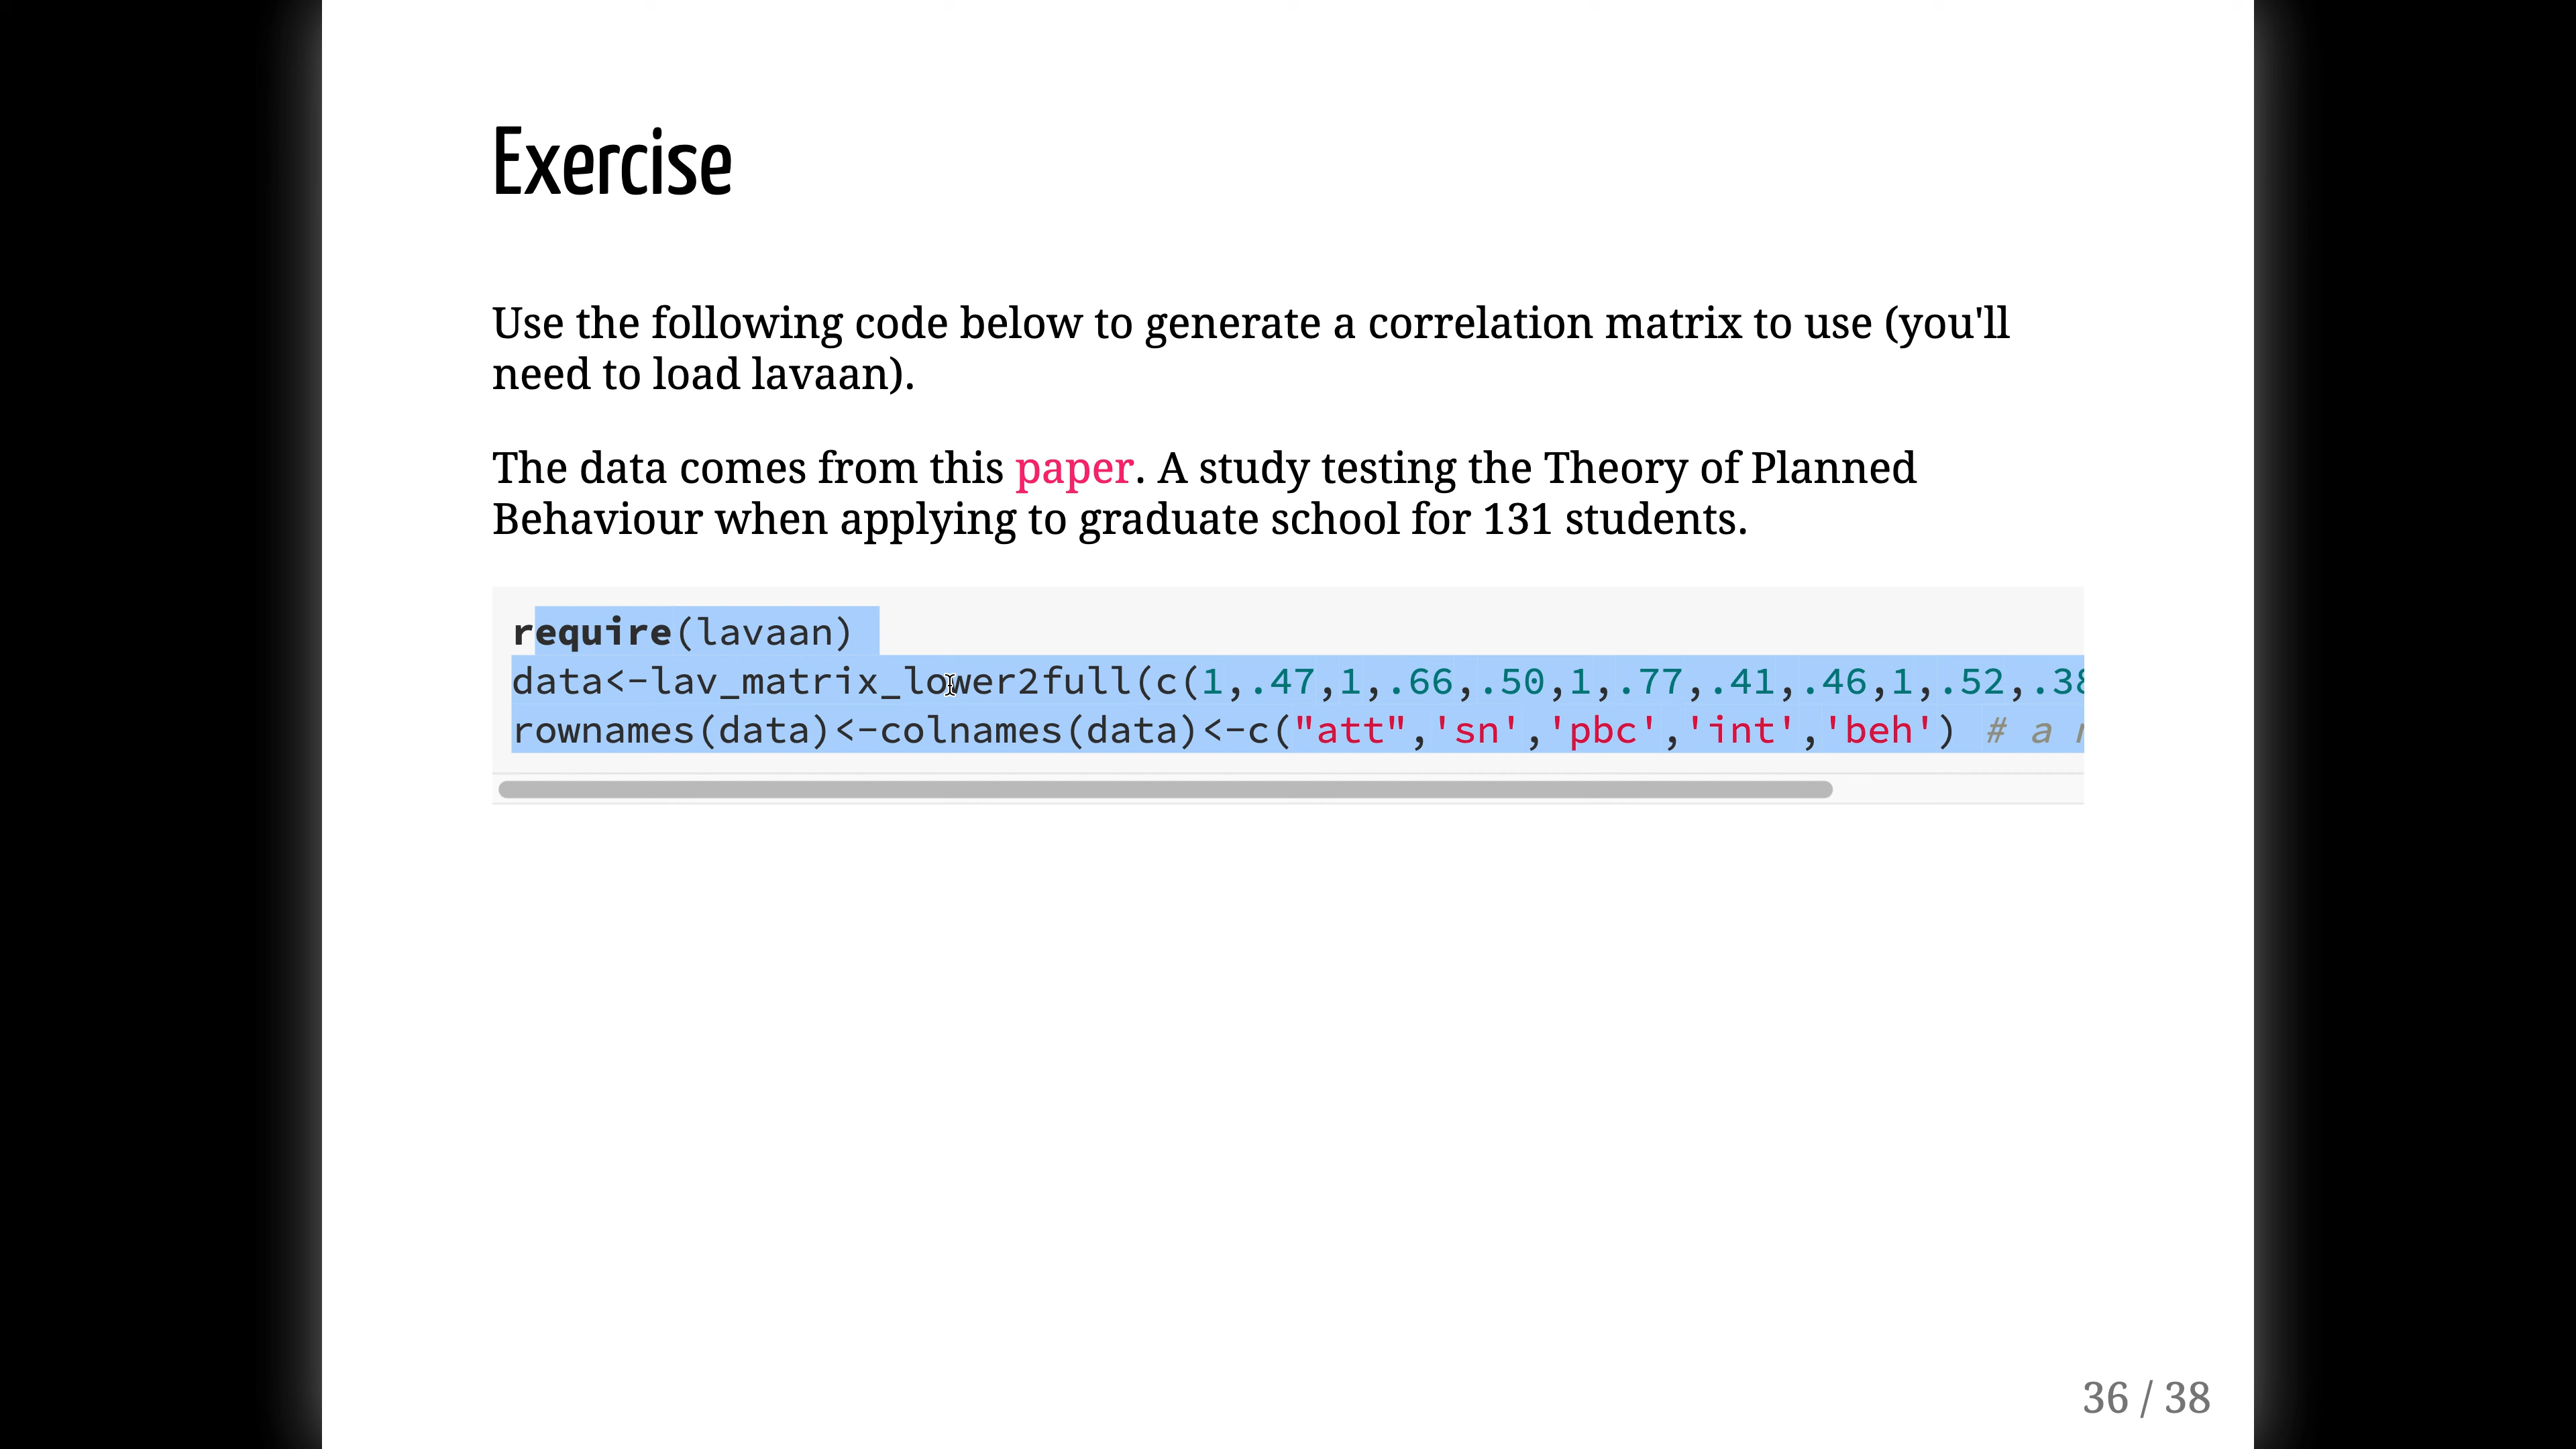 Exercise
Use the following code below to generate a correlation matrix to use (you'll
need to load lavaan).
The data comes from this paper. A study testing the Theory of Planned
Behaviour when applying to graduate school for 131 students.
require(lavaan)
data<-lav_matrix_lower2full(c(1,.47,1,.66,.50,1,.77,.41,.46,1,.52,.38
rownames(data)<-colnames(data)<-c("att",'sn','pbc','int','beh') # a
36 / 38